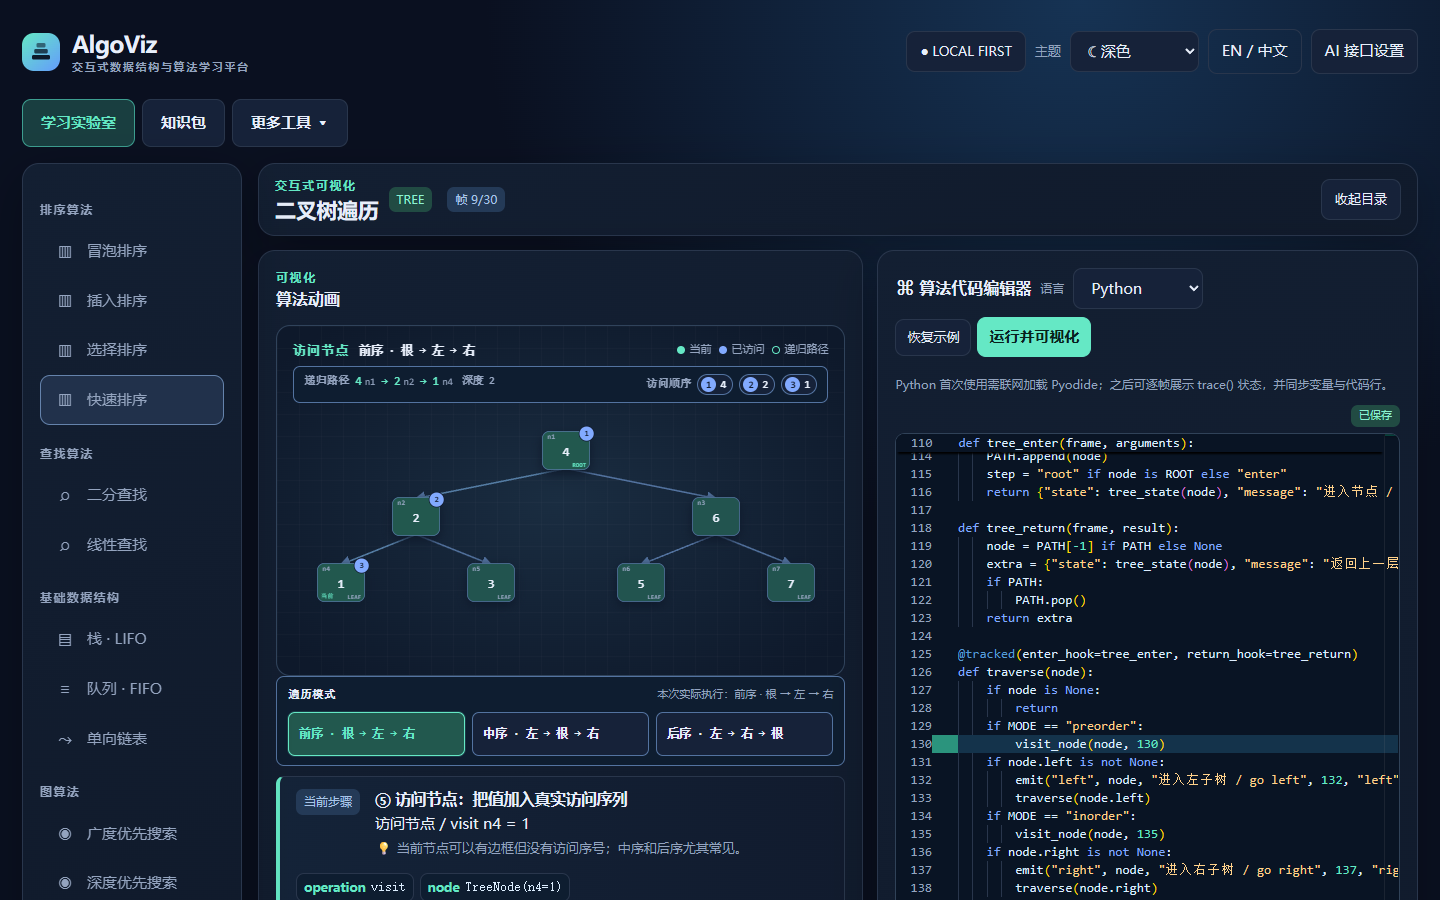 AlgoViz
交互式数据结构与算法学习平台
● LOCAL FIRST
主题
☾ 深色
EN / 中文
AI 接口设置
学习实验室
知识包
更多工具 ▾
排序算法
冒泡排序
插入排序
选择排序
快速排序
查找算法
二分查找
线性查找
基础数据结构
栈 · LIFO
队列 · FIFO
单向链表
图算法
广度优先搜索
深度优先搜索
交互式可视化
二叉树遍历
TREE
帧 9/30
收起目录
可视化
算法动画
访问节点 前序 · 根 → 左 → 右
当前 已访问 递归路径
递归路径 4 n1 → 2 n2 → 1 n4 深度 2
访问顺序 1 4 2 2 3 1
n1 1
4
ROOT
n2 2
2
n3
6
n4 3
1
当前 LEAF
n5
3
LEAF
n6
5
LEAF
n7
7
LEAF
遍历模式
本次实际执行：前序 · 根 → 左 → 右
前序 · 根 → 左 → 右
中序 · 左 → 根 → 右
后序 · 左 → 右 → 根
当前步骤
⑤ 访问节点：把值加入真实访问序列
访问节点 / visit n4 = 1
💡 当前节点可以有边框但没有访问序号；中序和后序尤其常见。
operation visit
node TreeNode(n4=1)
⌘ 算法代码编辑器
语言
Python
恢复示例
运行并可视化
Python 首次使用需联网加载 Pyodide；之后可逐帧展示 trace() 状态，并同步变量与代码行。
已保存
110 def tree_enter(frame, arguments):
114 PATH.append(node)
115 step = "root" if node is ROOT else "enter"
116 return {"state": tree_state(node), "message": "进入节点 /
117
118 def tree_return(frame, result):
119 node = PATH[-1] if PATH else None
120 extra = {"state": tree_state(node), "message": "返回上一层
121 if PATH:
122 PATH.pop()
123 return extra
124
125 @tracked(enter_hook=tree_enter, return_hook=tree_return)
126 def traverse(node):
127 if node is None:
128 return
129 if MODE == "preorder":
130 visit_node(node, 130)
131 if node.left is not None:
132 emit("left", node, "进入左子树 / go left", 132, "left"
133 traverse(node.left)
134 if MODE == "inorder":
135 visit_node(node, 135)
136 if node.right is not None:
137 emit("right", node, "进入右子树 / go right", 137, "rig
138 traverse(node.right)